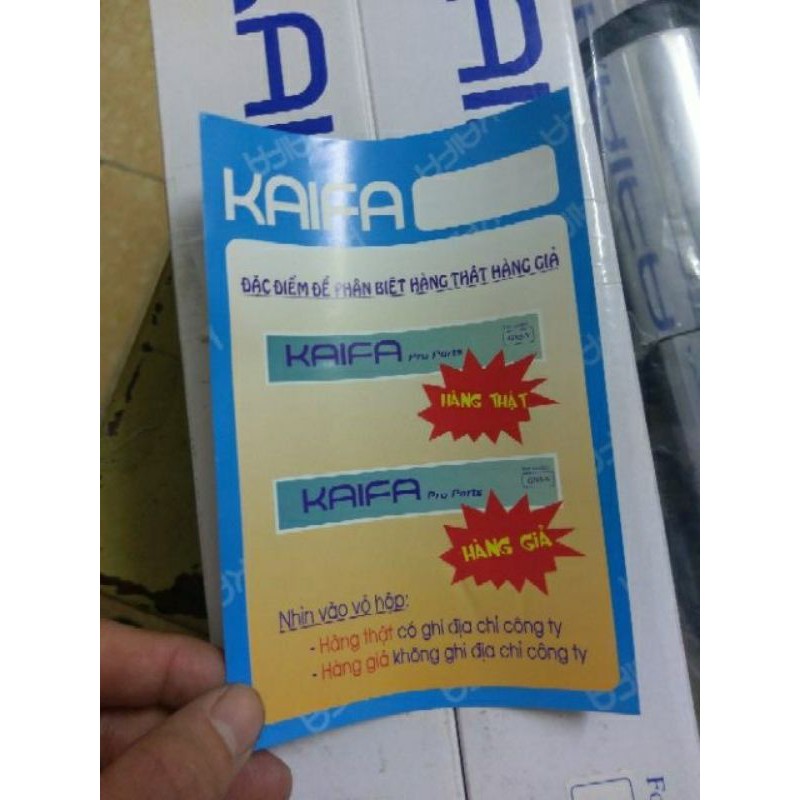 KAIFA
ĐẶC ĐIỂM ĐỂ PHÂN BIỆT HÀNG THẬT HÀNG GIẢ
KAIFA Pro Parts
HÀNG THẬT
KAIFA Pro Parts
HÀNG GIẢ
Nhìn vào vỏ hộp:
- Hàng thật có ghi địa chỉ công ty
- Hàng giả không ghi địa chỉ công ty